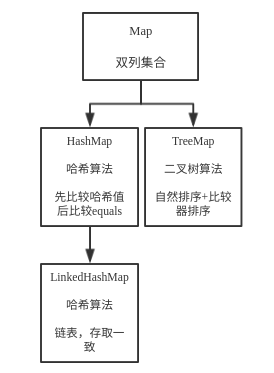 Map
双列集合
HashMap
哈希算法
先比较哈希值
后比较equals
TreeMap
二叉树算法
自然排序+比较
器排序
LinkedHashMap
哈希算法
链表，存取一
致